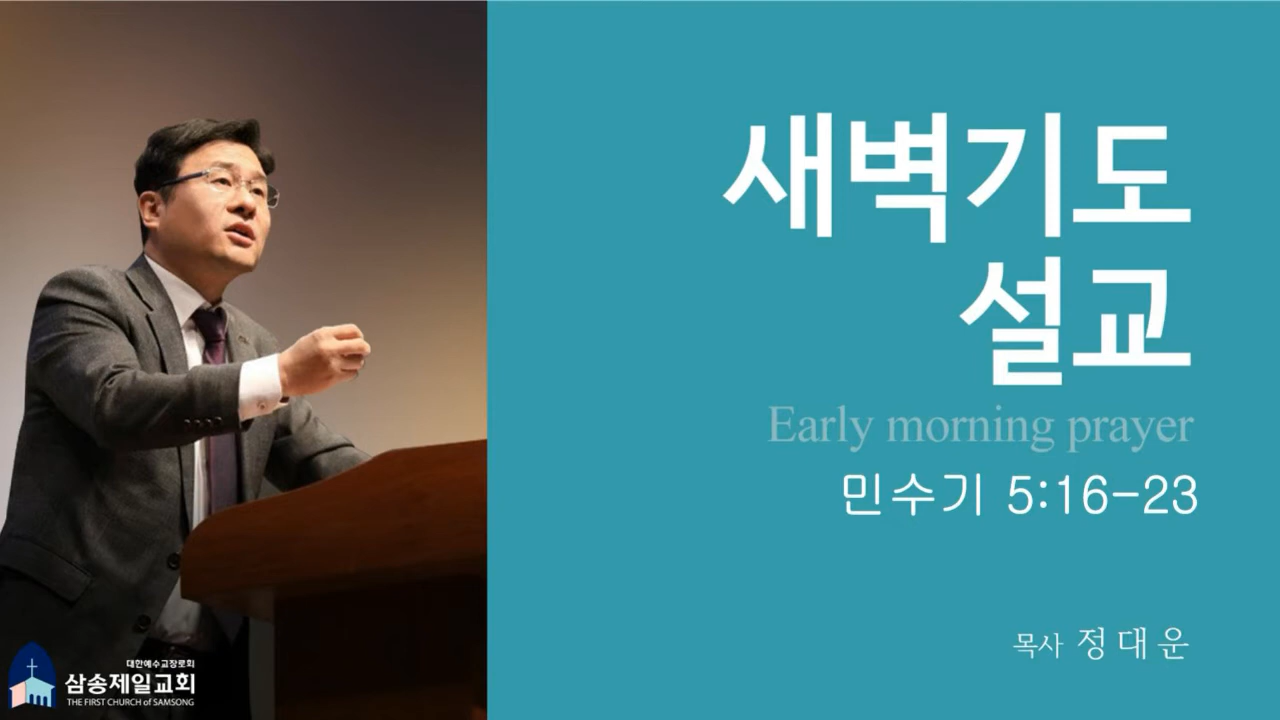 새벽기도
설교
Early morning prayer
민수기 5:16-23
목사 정대운
대한예수교장로회
삼송제일교회
THE FIRST CHURCH of SAMSONG